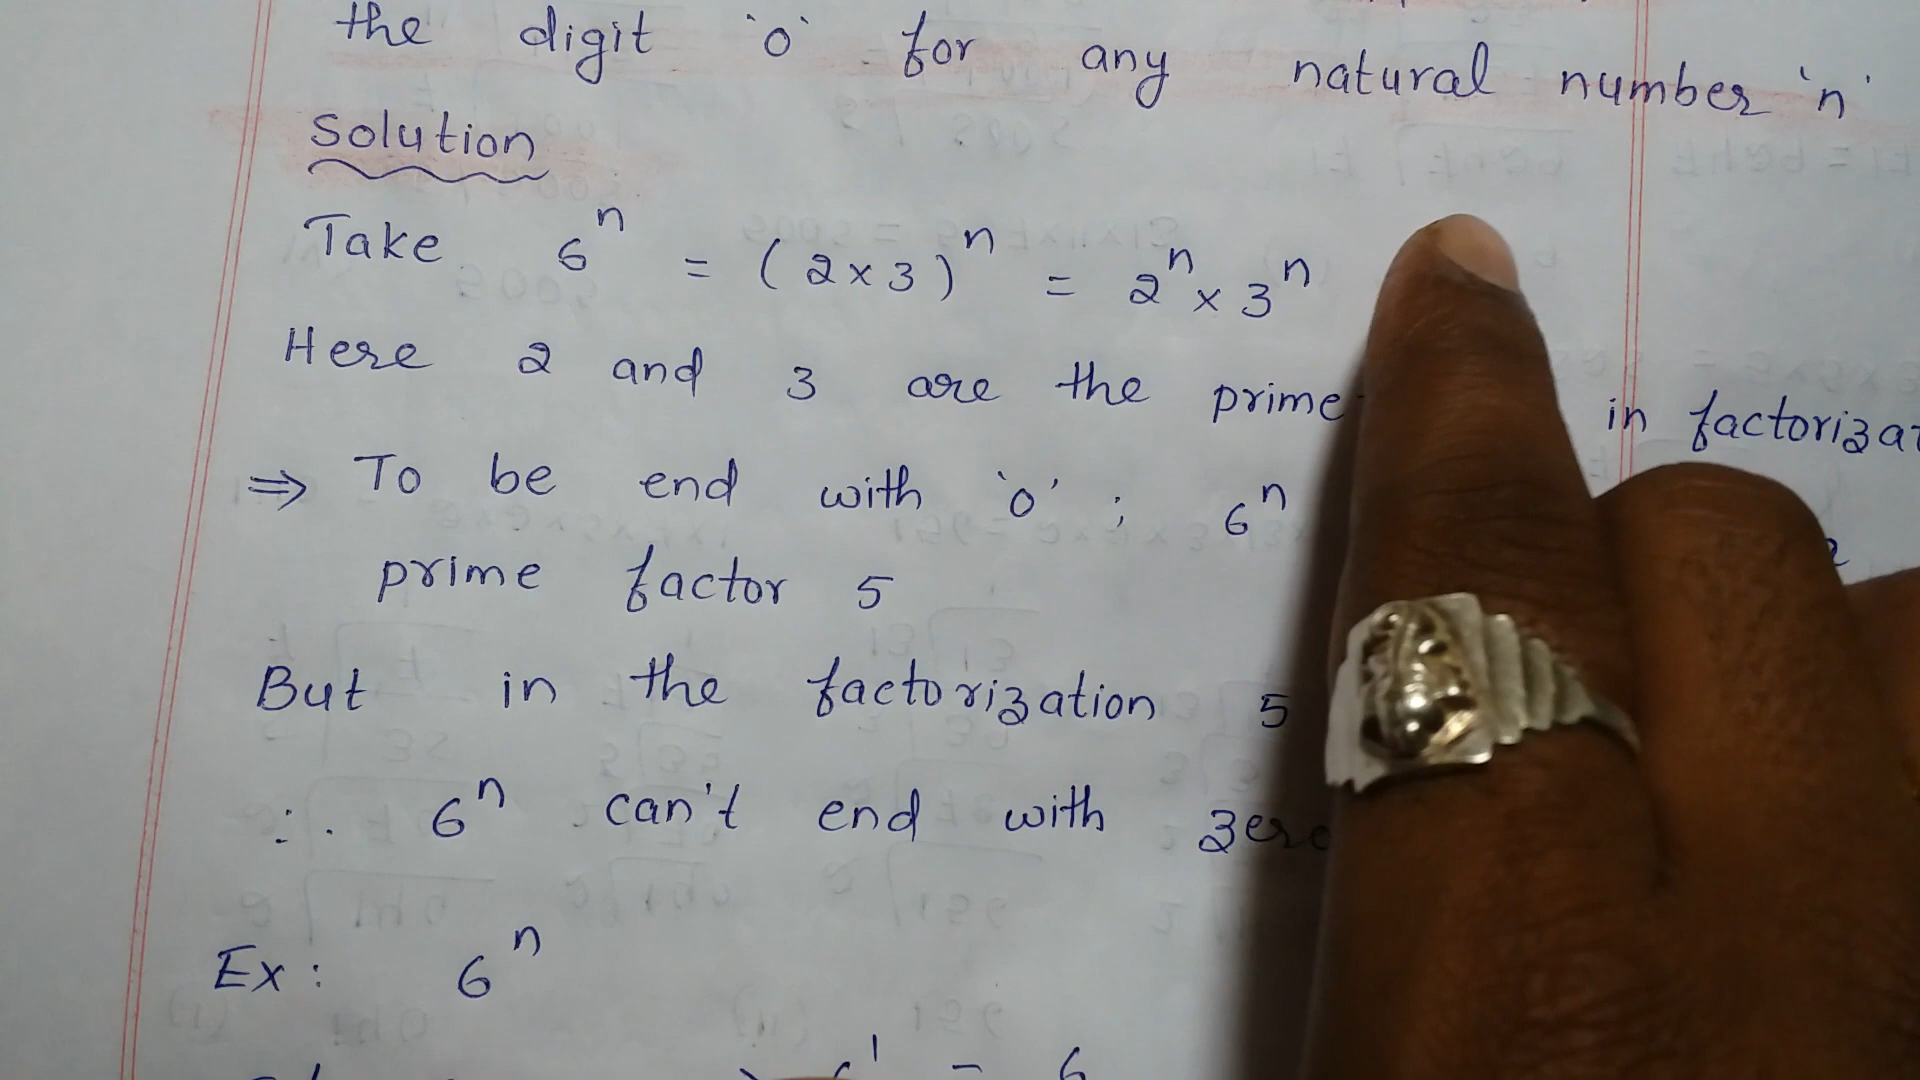 the digit '0' for any natural number 'n'
Solution
Take 6ⁿ = (2×3)ⁿ = 2ⁿ×3ⁿ
Here 2 and 3 are the prime in
⇒ To be end with '0' ; 6ⁿ
prime factor 5
But in the factorization 5
∴ 6ⁿ can't end with
Ex: 6ⁿ